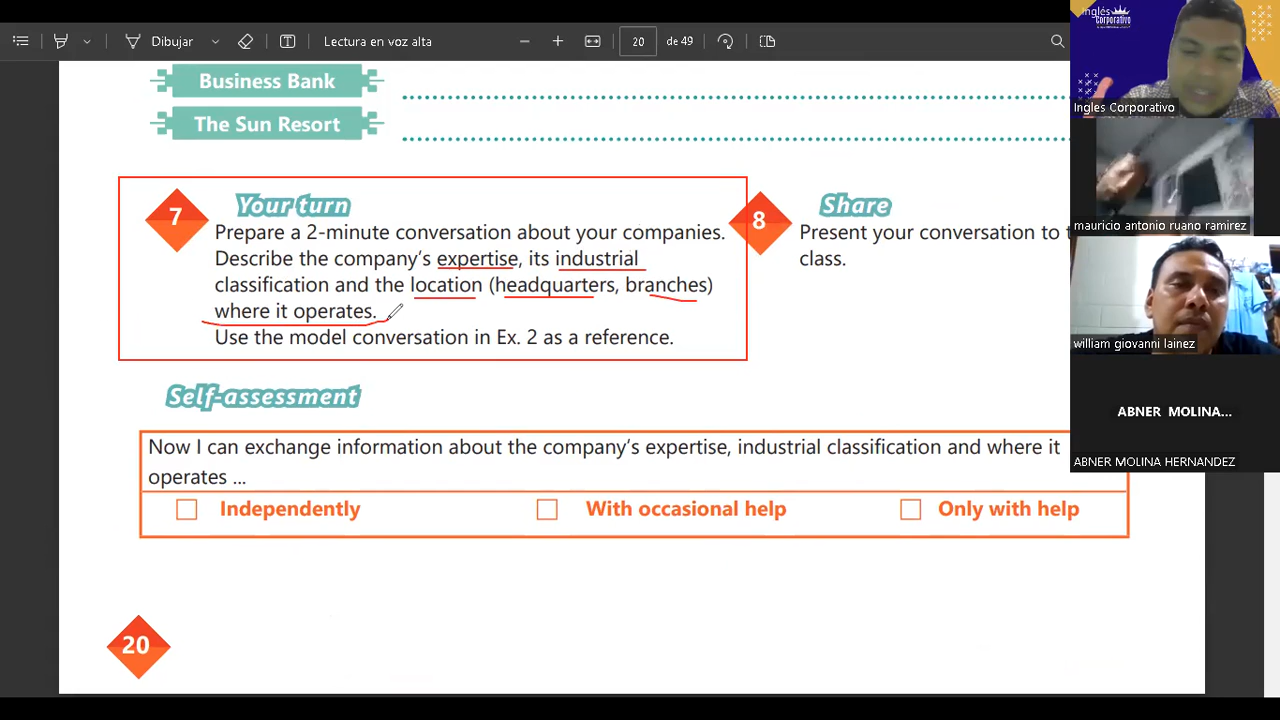 Dibujar
Lectura en voz alta
20
de 49
Inglés
Corporativo
Ingles Corporativo
mauricio antonio ruano ramirez
william giovanni lainez
ABNER MOLINA...
ABNER MOLINA HERNANDEZ
Business Bank
The Sun Resort
7
Your turn
Prepare a 2-minute conversation about your companies.
Describe the company's expertise, its industrial
classification and the location (headquarters, branches)
where it operates.
Use the model conversation in Ex. 2 as a reference.
8
Share
Present your conversation to
class.
Self-assessment
Now I can exchange information about the company's expertise, industrial classification and where it
operates ...
Independently
With occasional help
Only with help
20